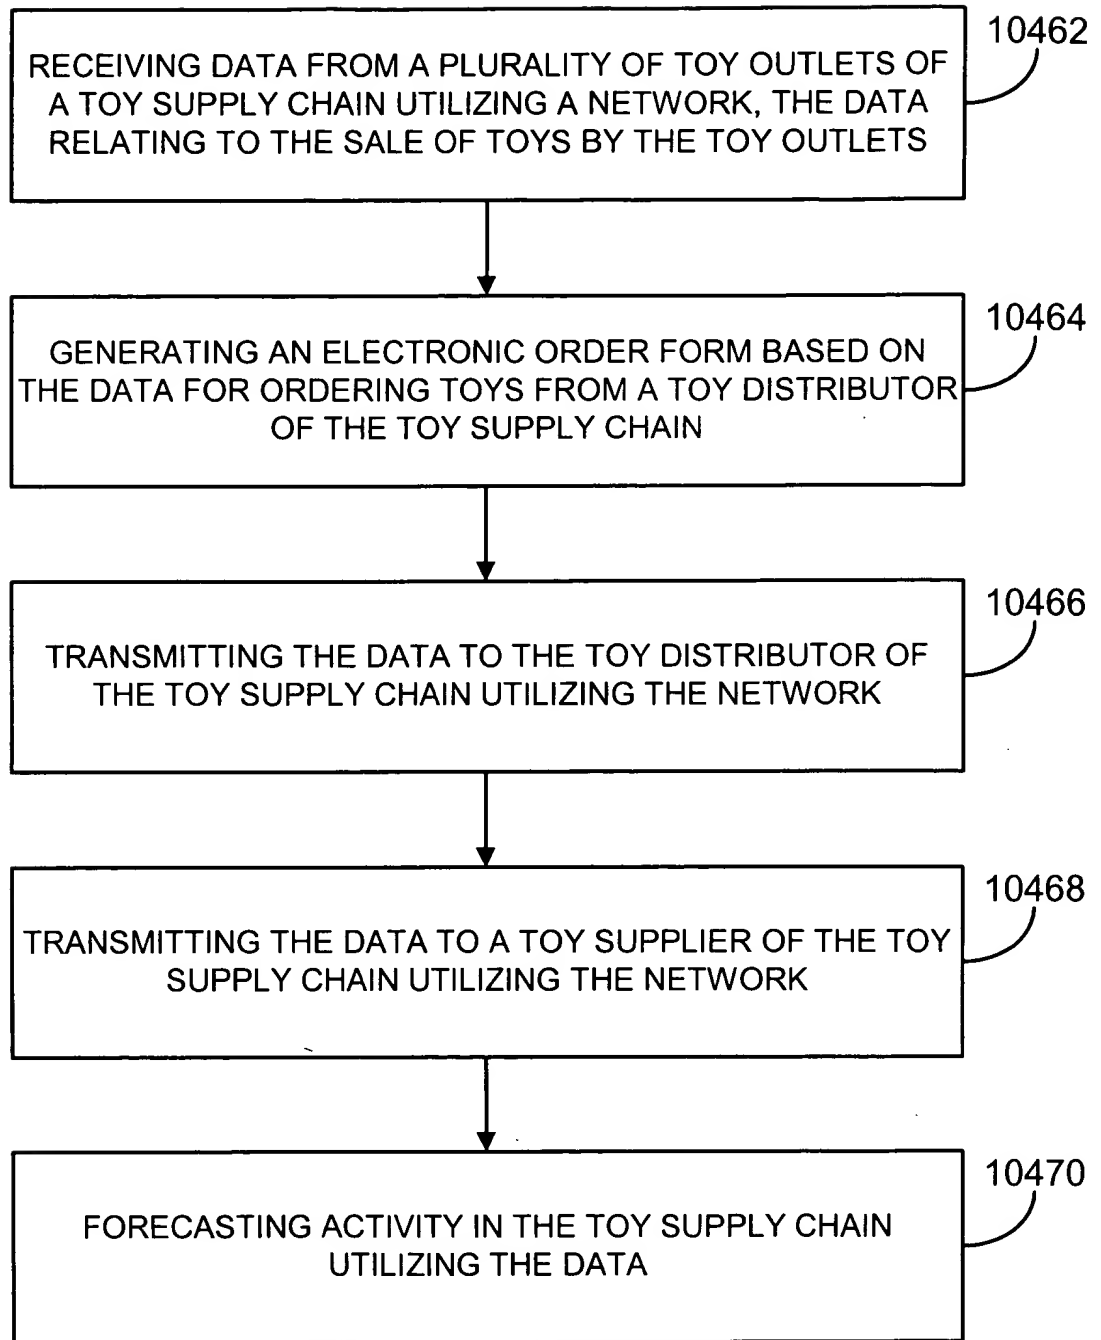 10462
RECEIVING DATA FROM A PLURALITY OF TOY OUTLETS OF
A TOY SUPPLY CHAIN UTILIZING A NETWORK, THE DATA
RELATING TO THE SALE OF TOYS BY THE TOY OUTLETS
10464
GENERATING AN ELECTRONIC ORDER FORM BASED ON
THE DATA FOR ORDERING TOYS FROM A TOY DISTRIBUTOR
OF THE TOY SUPPLY CHAIN
10466
TRANSMITTING THE DATA TO THE TOY DISTRIBUTOR OF
THE TOY SUPPLY CHAIN UTILIZING THE NETWORK
10468
TRANSMITTING THE DATA TO A TOY SUPPLIER OF THE TOY
SUPPLY CHAIN UTILIZING THE NETWORK
10470
FORECASTING ACTIVITY IN THE TOY SUPPLY CHAIN
UTILIZING THE DATA